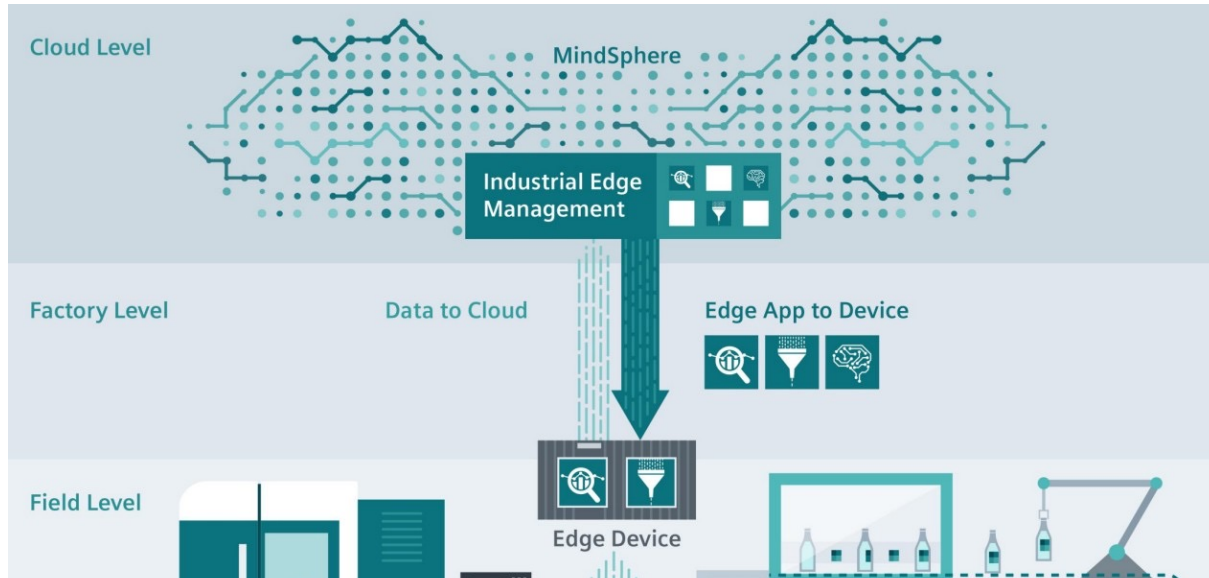 Cloud Level
MindSphere
Industrial Edge
Management
Factory Level
Data to Cloud
Edge App to Device
Field Level
Edge Device